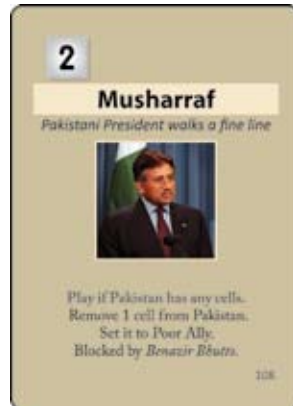 2
Musharraf
Pakistani President walks a fine line
Play if Pakistan has any cells.
Remove 1 cell from Pakistan.
Set it to Poor Ally.
Blocked by Benazir Bhutto.
108